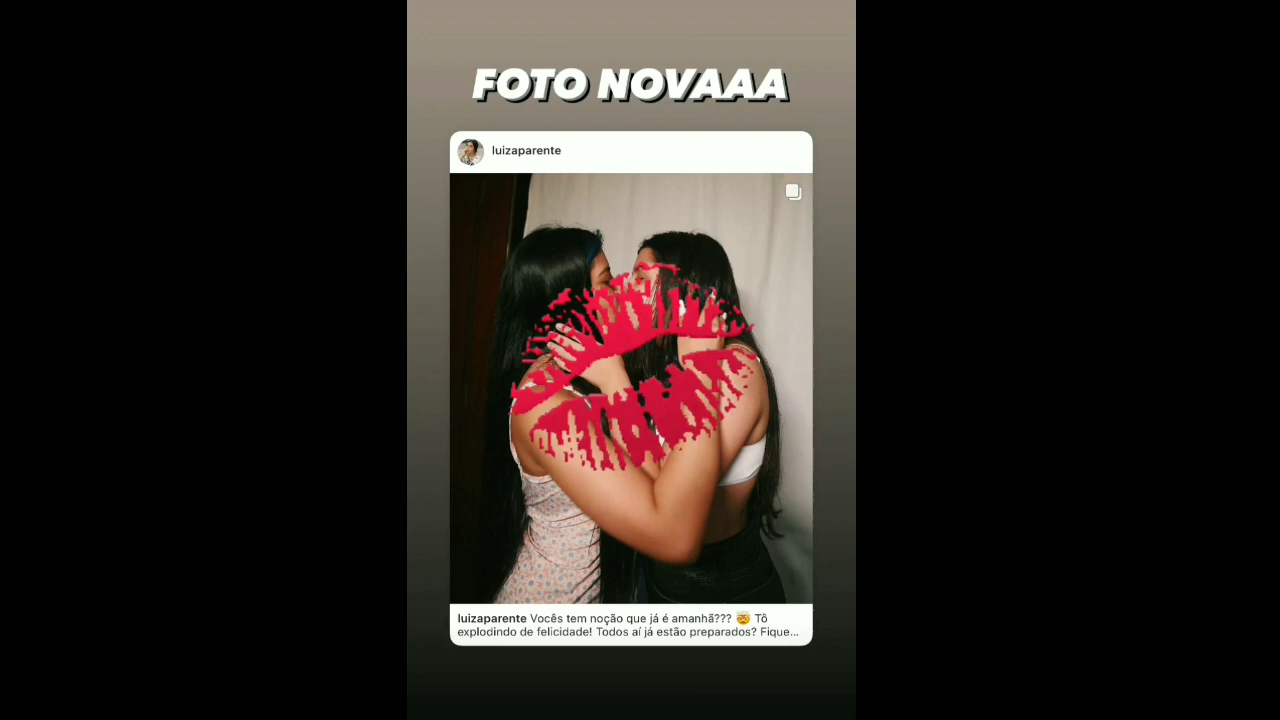 FOTO NOVAAA
luizaparente
luizaparente Vocês tem noção que já é amanhã??? 🤯 Tô
explodindo de felicidade! Todos aí já estão preparados? Fique...